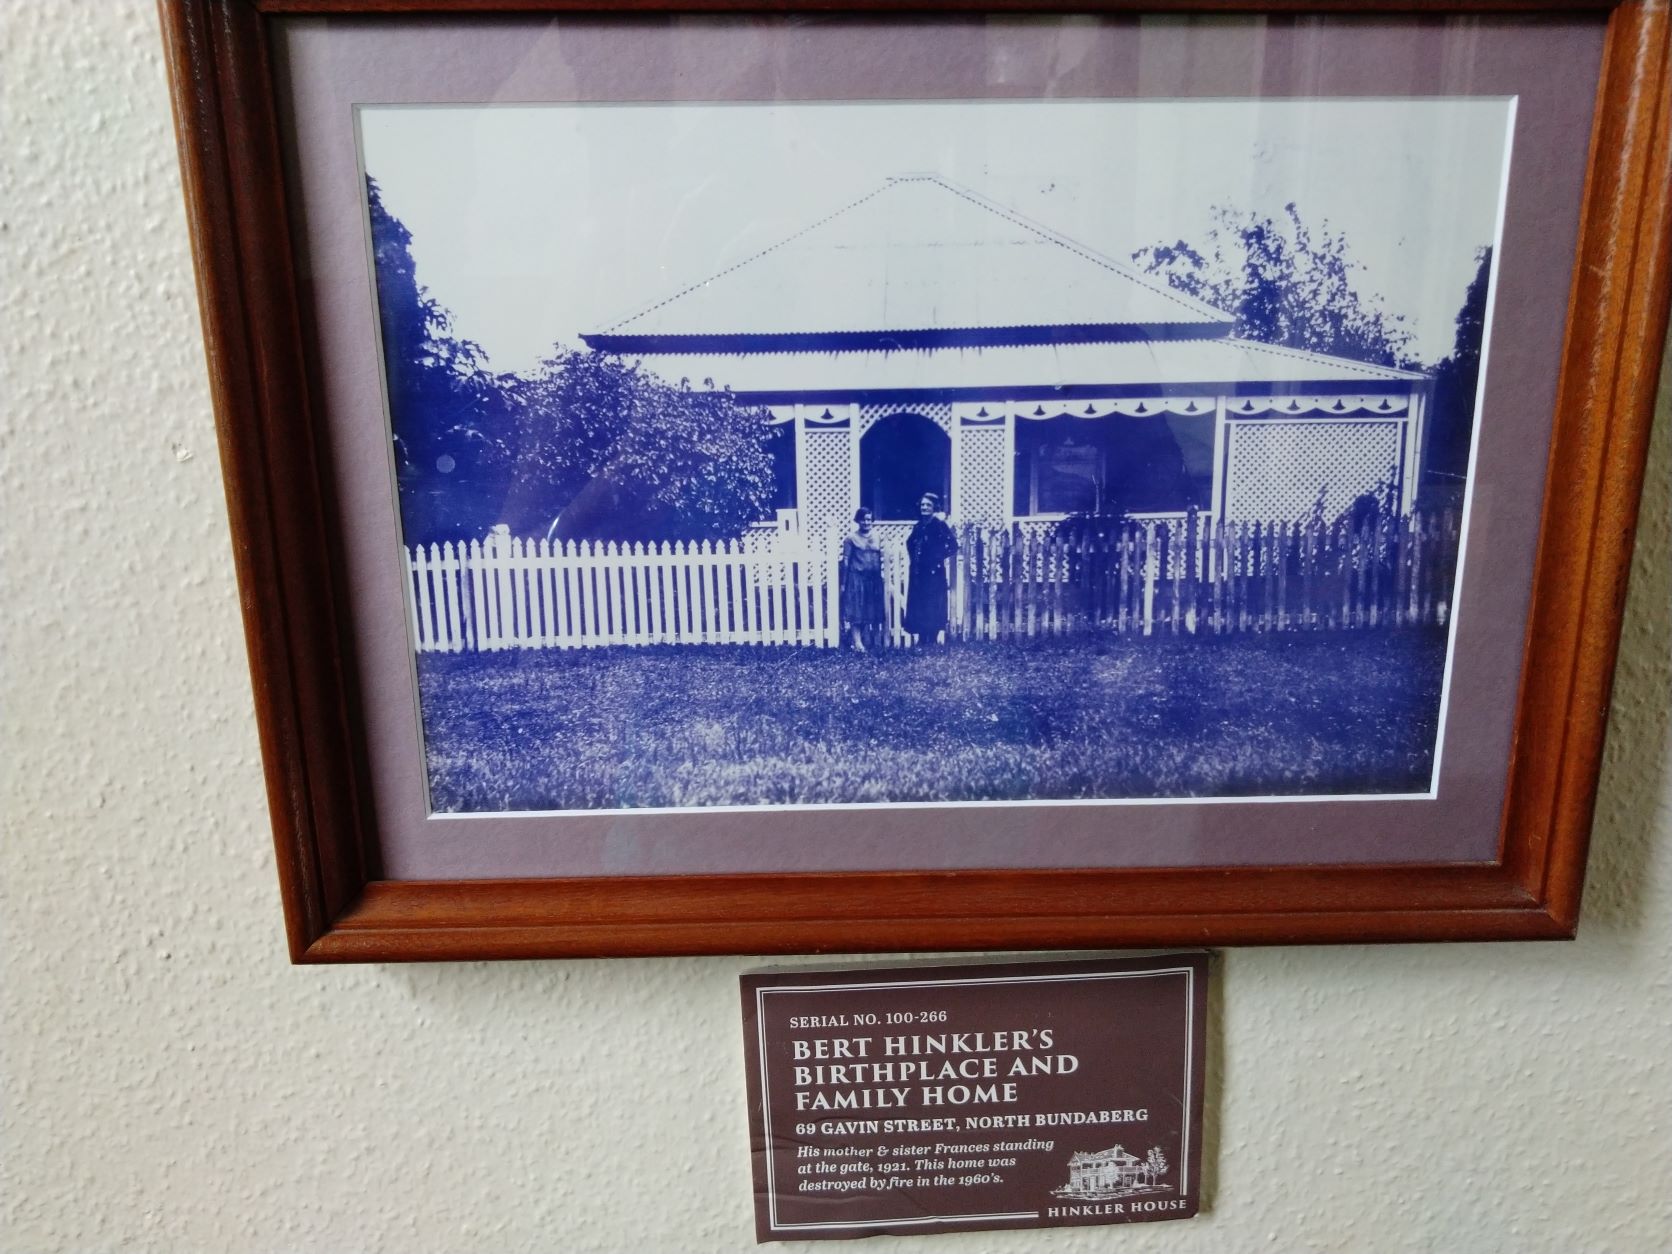 SERIAL NO. 100-266
BERT HINKLER'S
BIRTHPLACE AND
FAMILY HOME
69 GAVIN STREET, NORTH BUNDABERG
His mother & sister Frances standing
at the gate, 1921. This home was
destroyed by fire in the 1960's.
HINKLER HOUSE